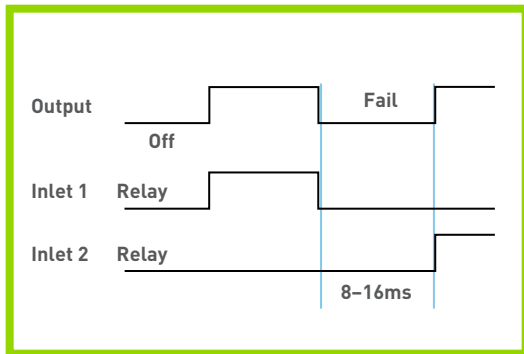 Output
Fail
Off
Inlet 1 Relay
Inlet 2 Relay
8–16ms